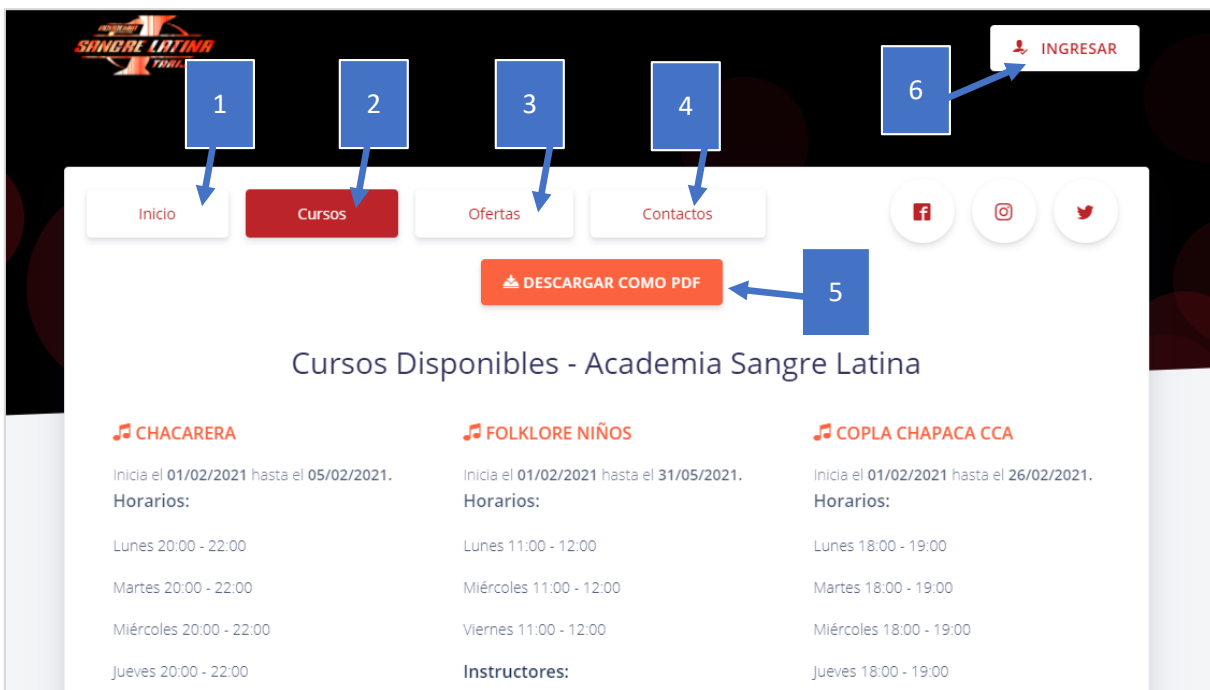 SANGRE LATINA
INGRESAR
1
2
3
4
6
Inicio
Cursos
Ofertas
Contactos
DESCARGAR COMO PDF
5
Cursos Disponibles - Academia Sangre Latina
CHACARERA
Inicia el 01/02/2021 hasta el 05/02/2021.
Horarios:
Lunes 20:00 - 22:00
Martes 20:00 - 22:00
Miércoles 20:00 - 22:00
Jueves 20:00 - 22:00
FOLKLORE NIÑOS
Inicia el 01/02/2021 hasta el 31/05/2021.
Horarios:
Lunes 11:00 - 12:00
Miércoles 11:00 - 12:00
Viernes 11:00 - 12:00
Instructores:
COPLA CHAPACA CCA
Inicia el 01/02/2021 hasta el 26/02/2021.
Horarios:
Lunes 18:00 - 19:00
Martes 18:00 - 19:00
Miércoles 18:00 - 19:00
Jueves 18:00 - 19:00